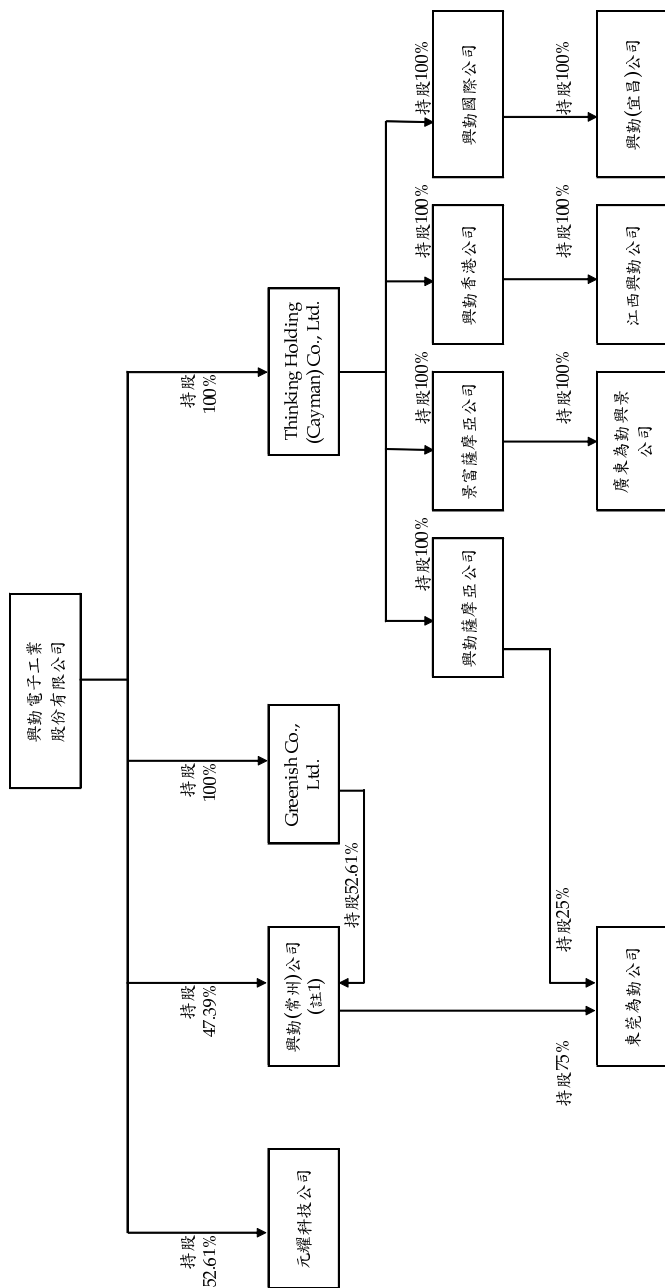 興勤電子工業
股份有限公司
持股
52.61%
持股
47.39%
持股
100%
持股
100%
元耀科技公司
興勤(常州)公司
(註1)
Greenish Co.,
Ltd.
Thinking Holding
(Cayman) Co., Ltd.
持股52.61%
持股100%
持股100%
持股100%
持股100%
興勤薩摩亞公司
景富薩摩亞公司
興勤香港公司
興勤國際公司
持股75%
持股25%
持股100%
持股100%
持股100%
東莞為勤公司
廣東為勤興景
公司
江西興勤公司
興勤(宜昌)公司